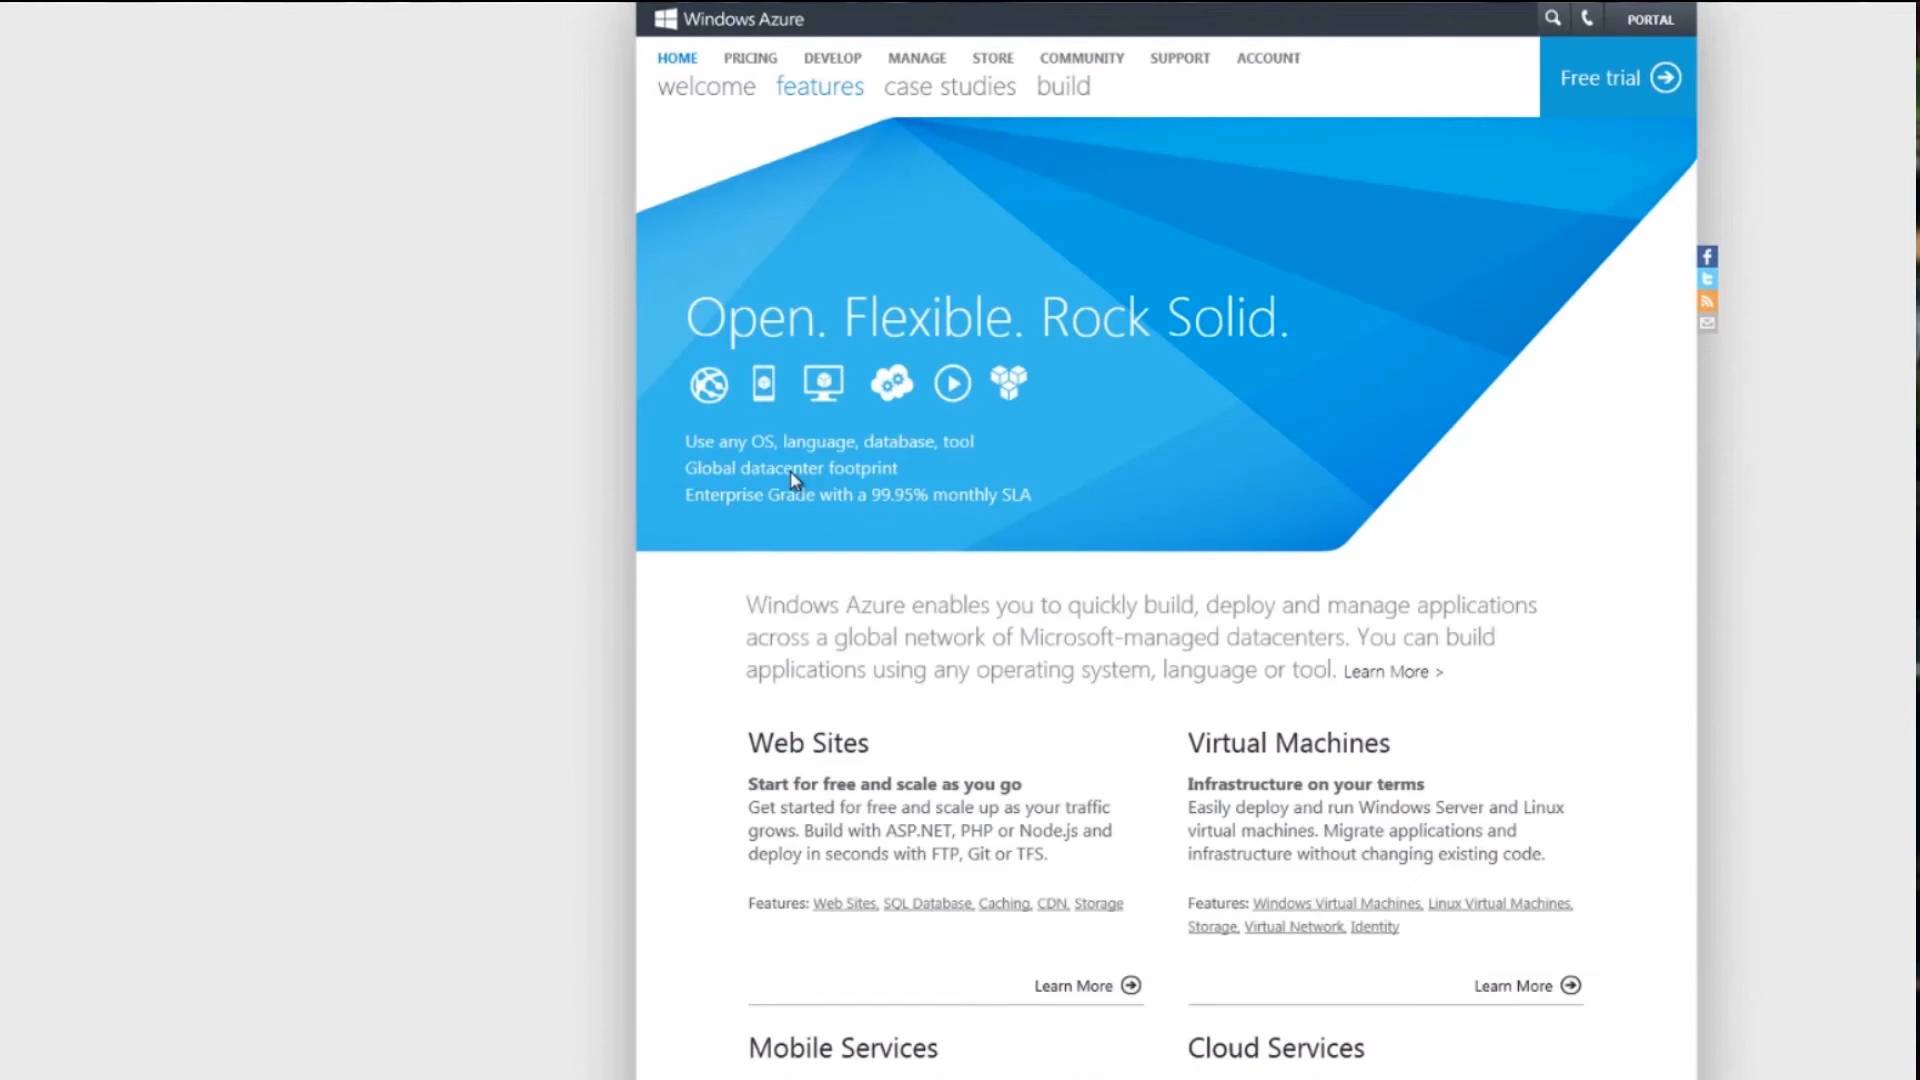 Windows Azure
PORTAL
HOME PRICING DEVELOP MANAGE STORE COMMUNITY SUPPORT ACCOUNT
welcome features case studies build
Free trial
Open. Flexible. Rock Solid.
Use any OS, language, database, tool
Global datacenter footprint
Enterprise Grade with a 99.95% monthly SLA
Windows Azure enables you to quickly build, deploy and manage applications
across a global network of Microsoft-managed datacenters. You can build
applications using any operating system, language or tool. Learn More >
Web Sites
Start for free and scale as you go
Get started for free and scale up as your traffic
grows. Build with ASP.NET, PHP or Node.js and
deploy in seconds with FTP, Git or TFS.
Features: Web Sites, SQL Database, Caching, CDN, Storage
Learn More
Virtual Machines
Infrastructure on your terms
Easily deploy and run Windows Server and Linux
virtual machines. Migrate applications and
infrastructure without changing existing code.
Features: Windows Virtual Machines, Linux Virtual Machines,
Storage, Virtual Network, Identity
Learn More
Mobile Services
Cloud Services